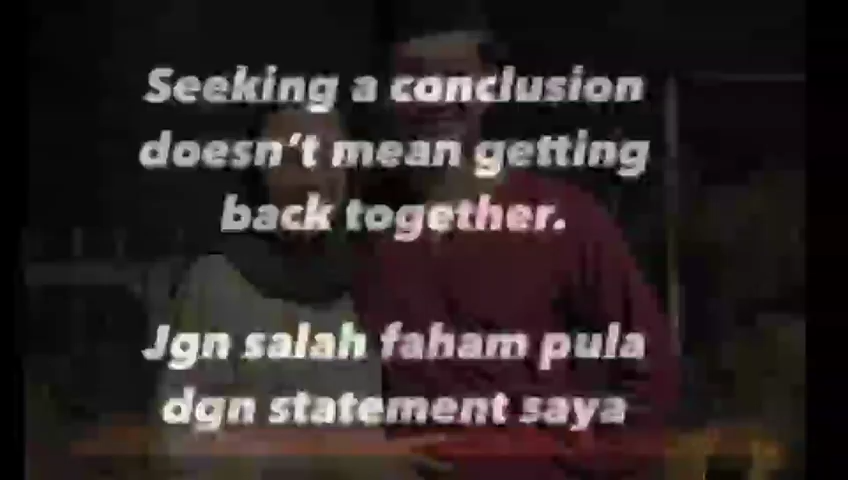 Seeking a conclusion
doesn't mean getting
back together.
Jgn salah faham pula
dgn statement saya